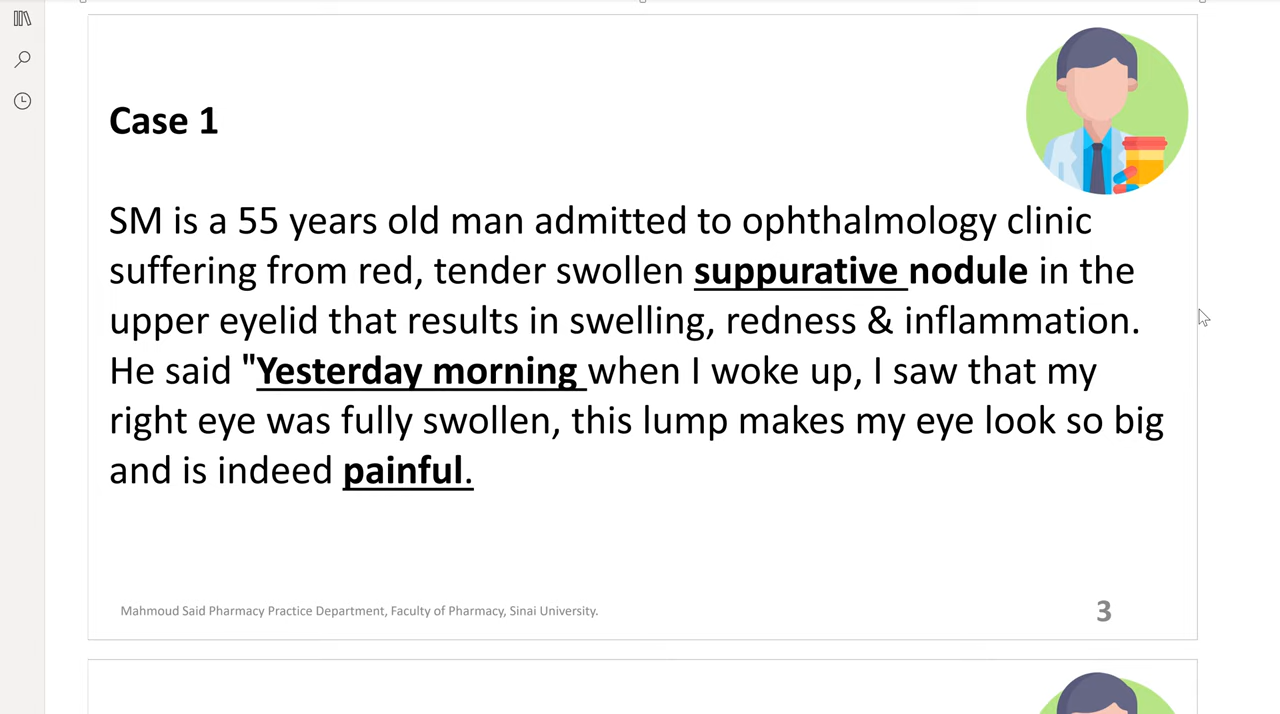 Case 1
SM is a 55 years old man admitted to ophthalmology clinic
suffering from red, tender swollen suppurative nodule in the
upper eyelid that results in swelling, redness & inflammation.
He said "Yesterday morning when I woke up, I saw that my
right eye was fully swollen, this lump makes my eye look so big
and is indeed painful.
Mahmoud Said Pharmacy Practice Department, Faculty of Pharmacy, Sinai University.
3